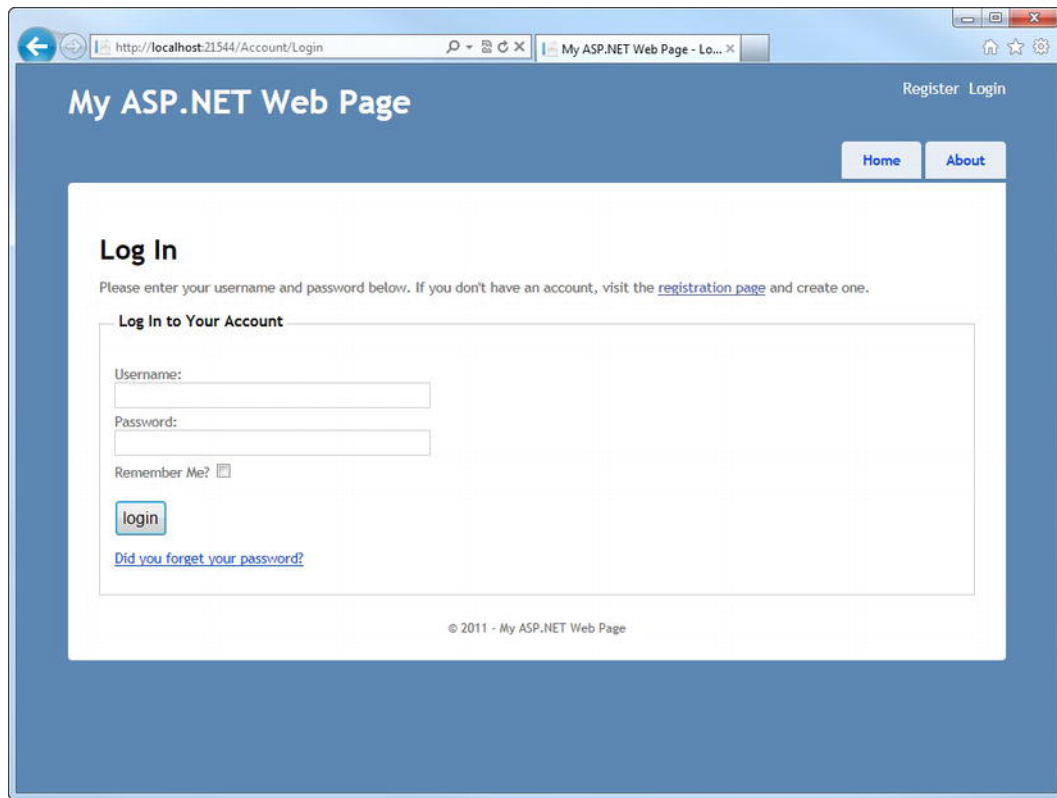 http://localhost:21544/Account/Login
My ASP.NET Web Page - Lo...
Register Login
My ASP.NET Web Page
Home
About
Log In
Please enter your username and password below. If you don't have an account, visit the registration page and create one.
Log In to Your Account
Username:
Password:
Remember Me?
login
Did you forget your password?
© 2011 - My ASP.NET Web Page